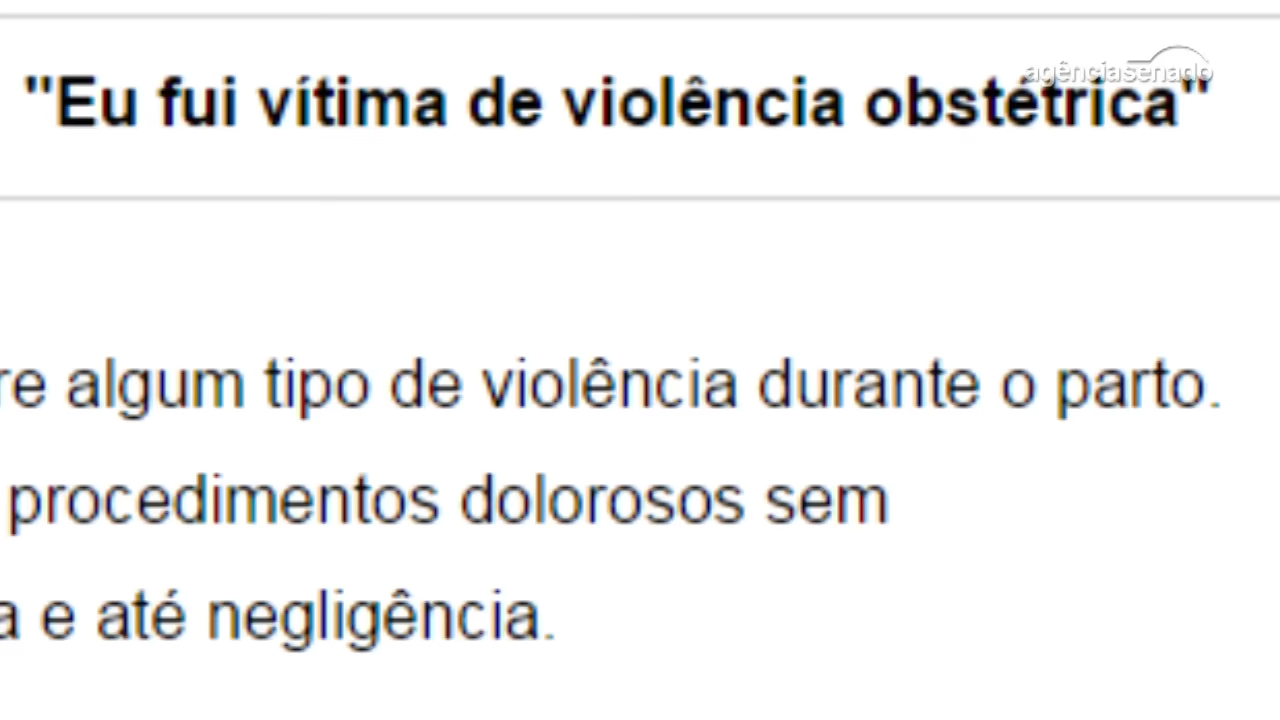 agênciasenado
"Eu fui vítima de violência obstétrica"
re algum tipo de violência durante o parto.
procedimentos dolorosos sem
a e até negligência.